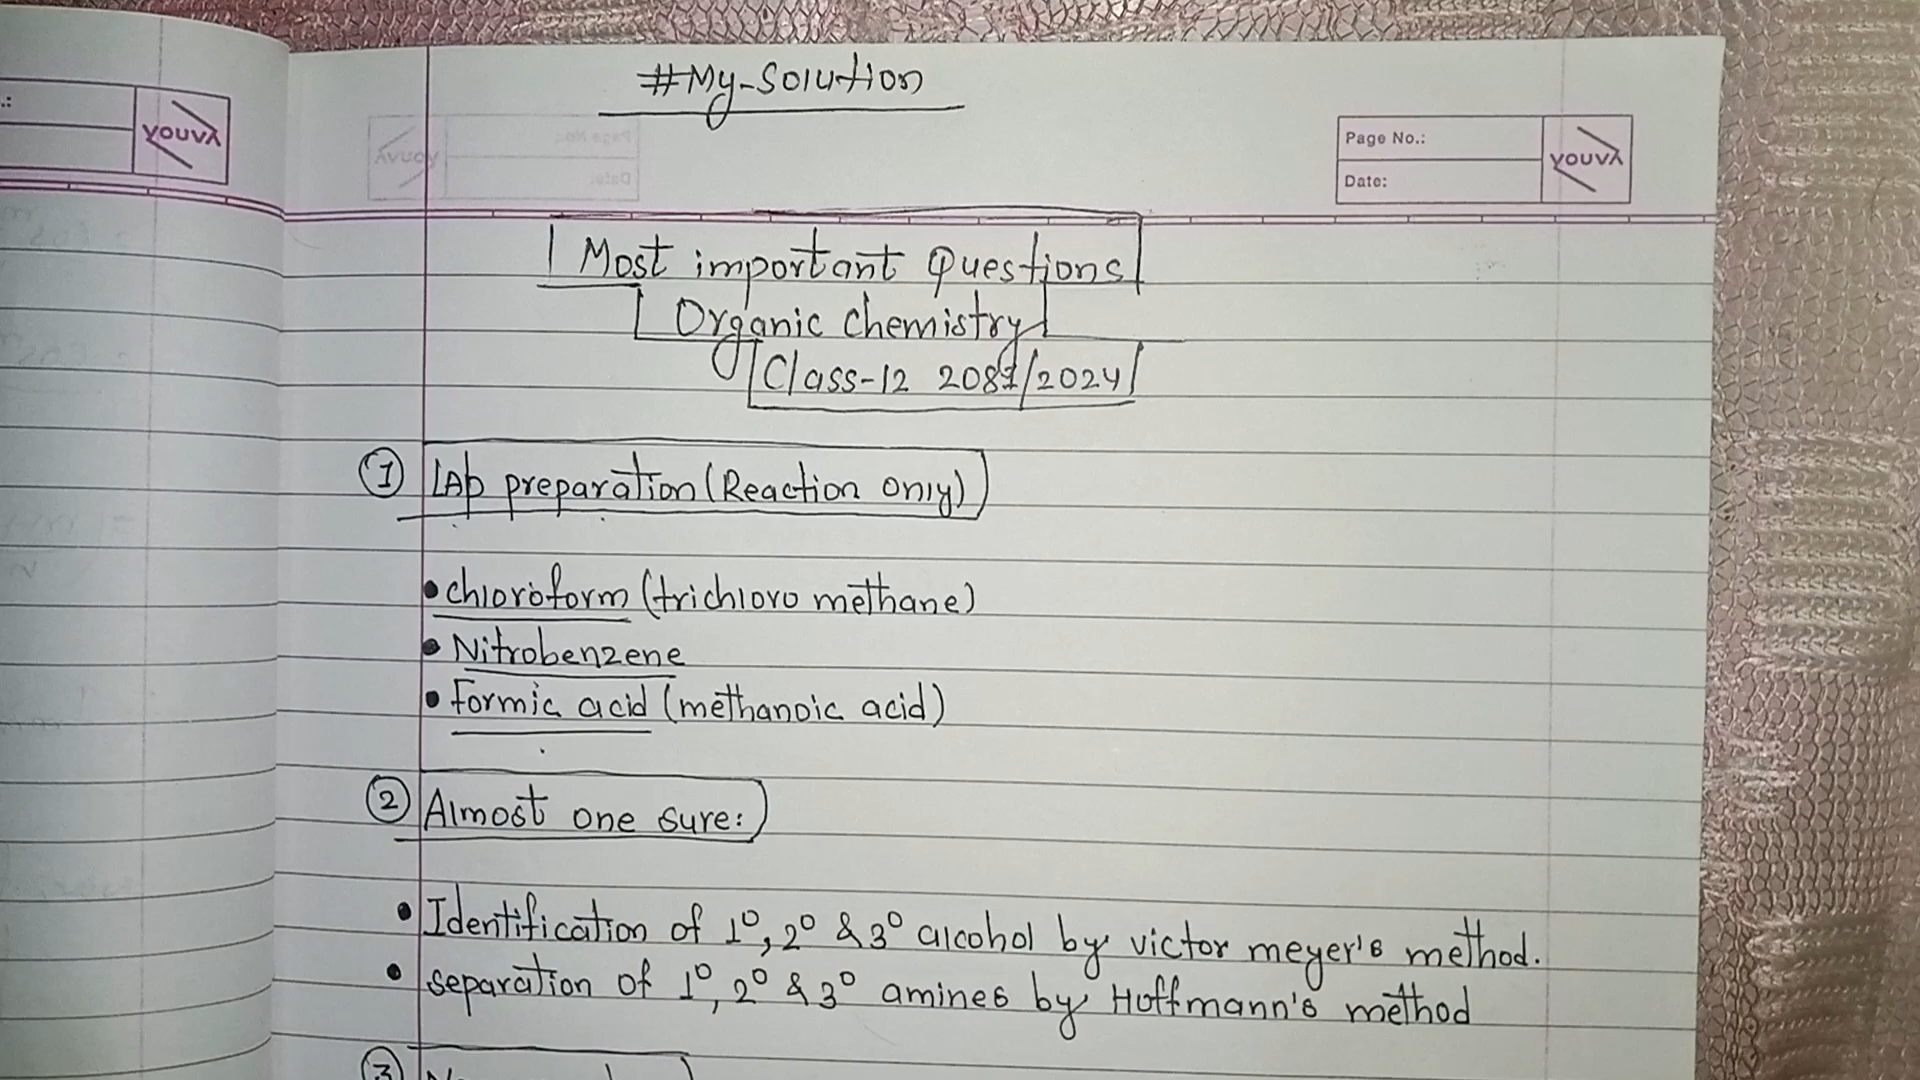 #My-Solution
.:
YOUVA
Page No.:
Date:
YOUVA
Most important Questions
Organic chemistry
Class-12 2081/2024
① Lab preparation (Reaction only)
• chloroform (trichloro methane)
• Nitrobenzene
• formic acid (methanoic acid)
② Almost one sure:
• Identification of 1°, 2° & 3° alcohol by victor meyer's method.
• separation of 1°, 2° & 3° amines by Hoffmann's method
③